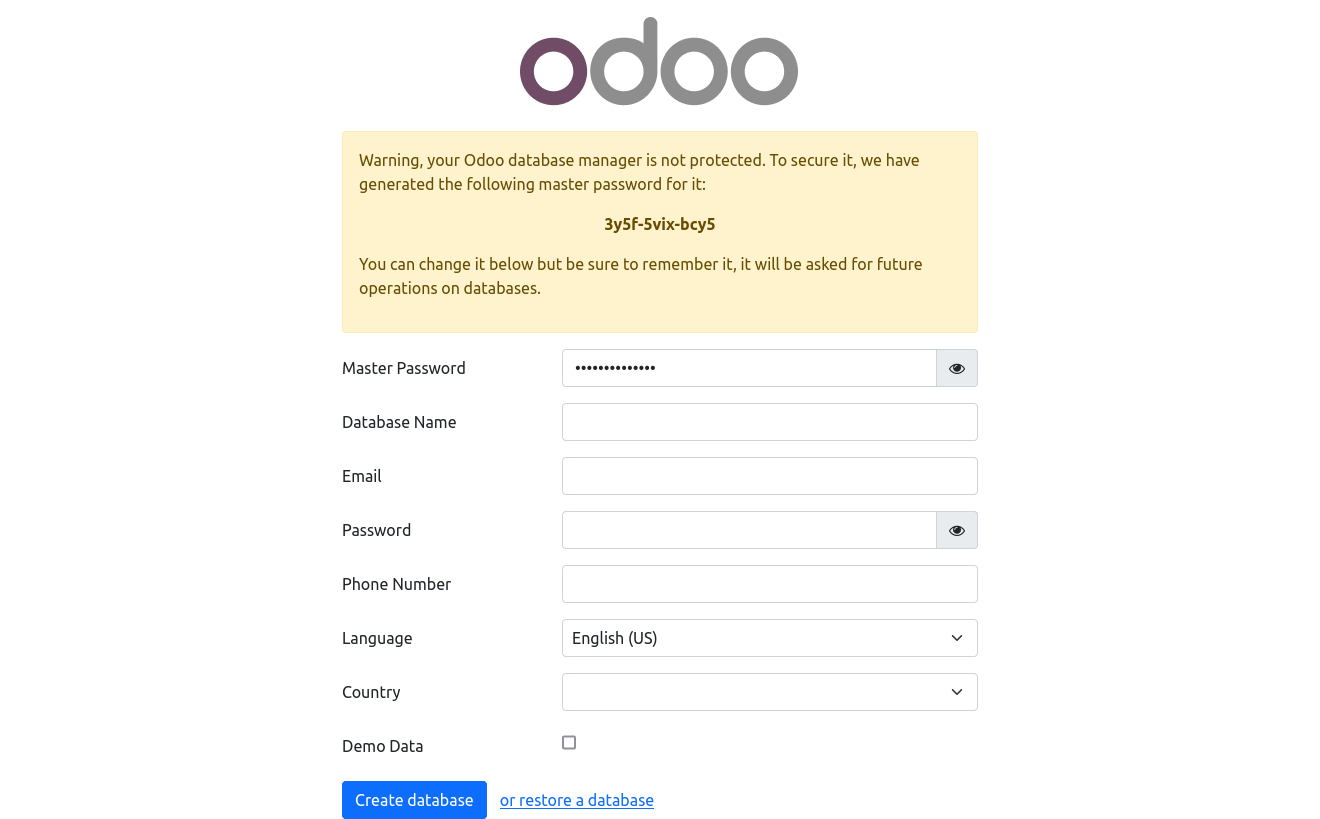 odoo
Warning, your Odoo database manager is not protected. To secure it, we have
generated the following master password for it:
3y5f-5vix-bcy5
You can change it below but be sure to remember it, it will be asked for future
operations on databases.
Master Password ••••••••••••••
Database Name
Email
Password
Phone Number
Language English (US)
Country
Demo Data
Create database or restore a database